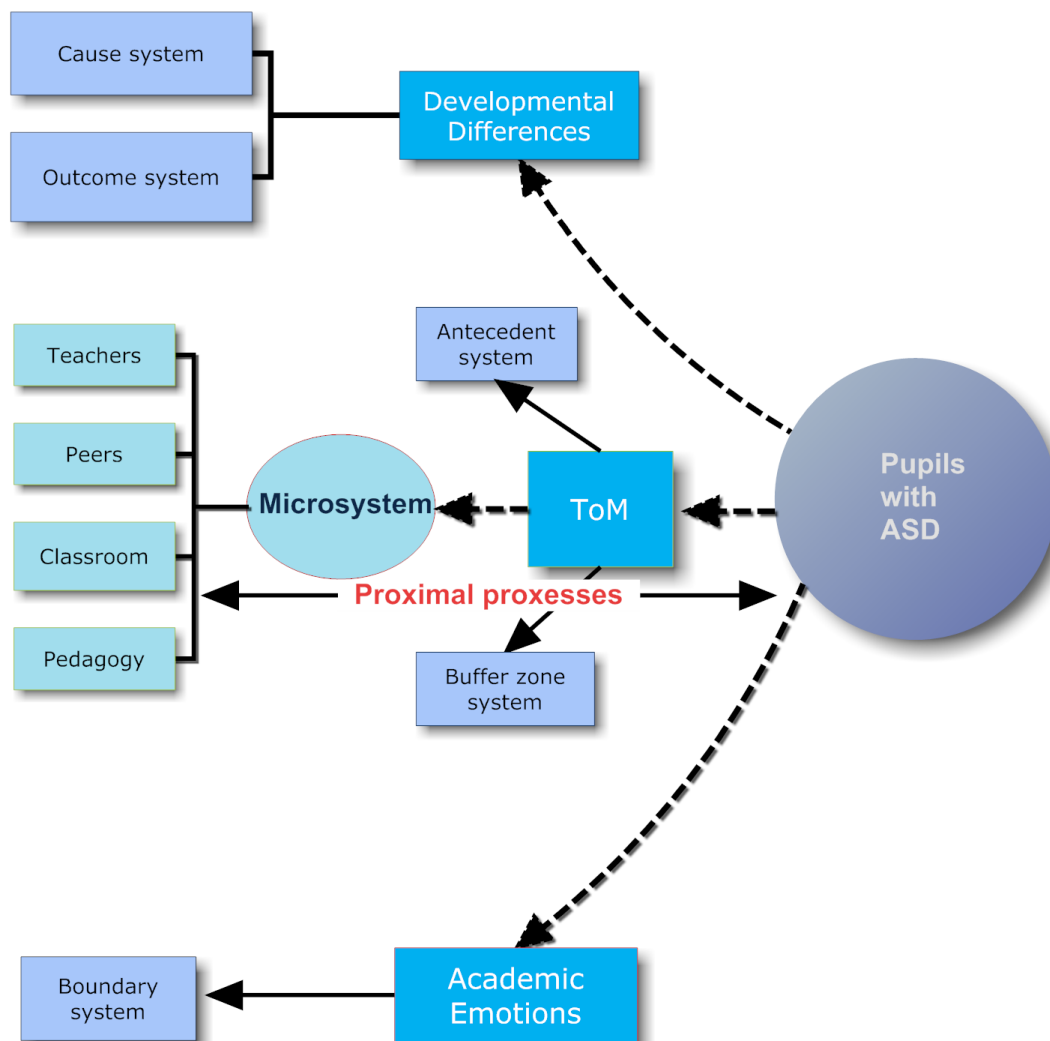 Cause system
Developmental
Differences
Outcome system
Antecedent
system
Teachers
Peers
Microsystem
ToM
Pupils
with
ASD
Classroom
Proximal proxesses
Pedagogy
Buffer zone
system
Boundary
system
Academic
Emotions